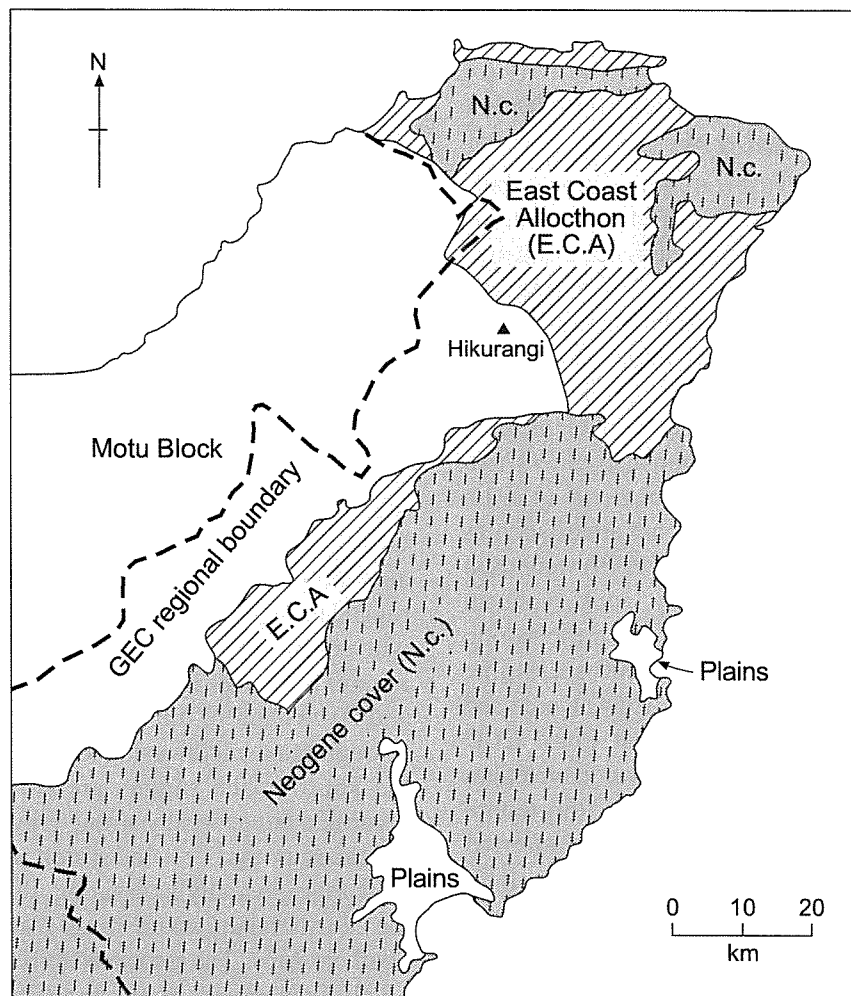 N
N.c.
N.c.
East Coast
Allocthon
(E.C.A)
Hikurangi
Motu Block
GEC regional boundary
E.C.A
Neogene cover (N.c.)
Plains
Plains
0 10 20
km